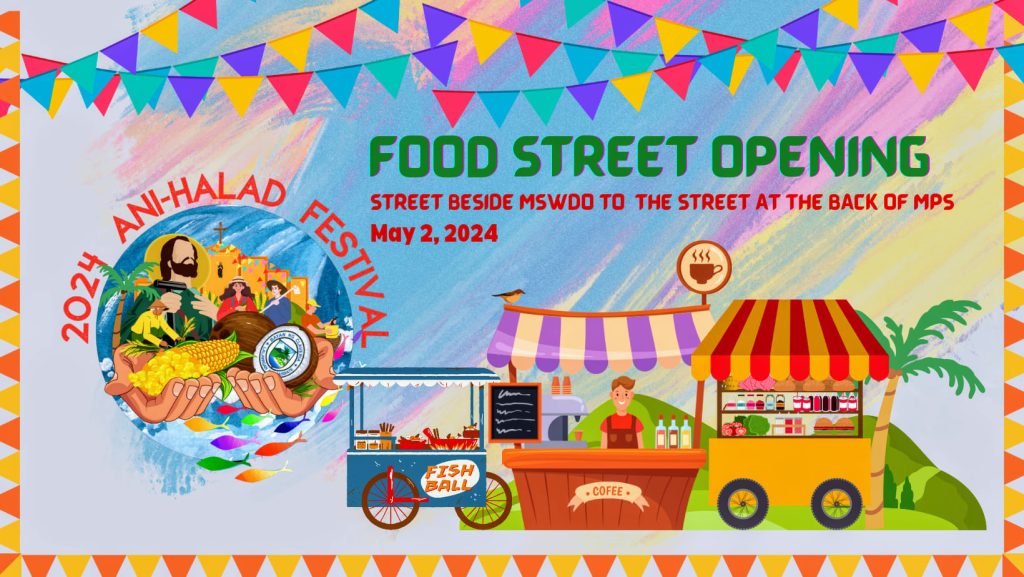 FOOD STREET OPENING
STREET BESIDE MSWDO TO THE STREET AT THE BACK OF MPS
May 2, 2024
2024 ANI-HALAD FESTIVAL
FISH
BALL
COFEE